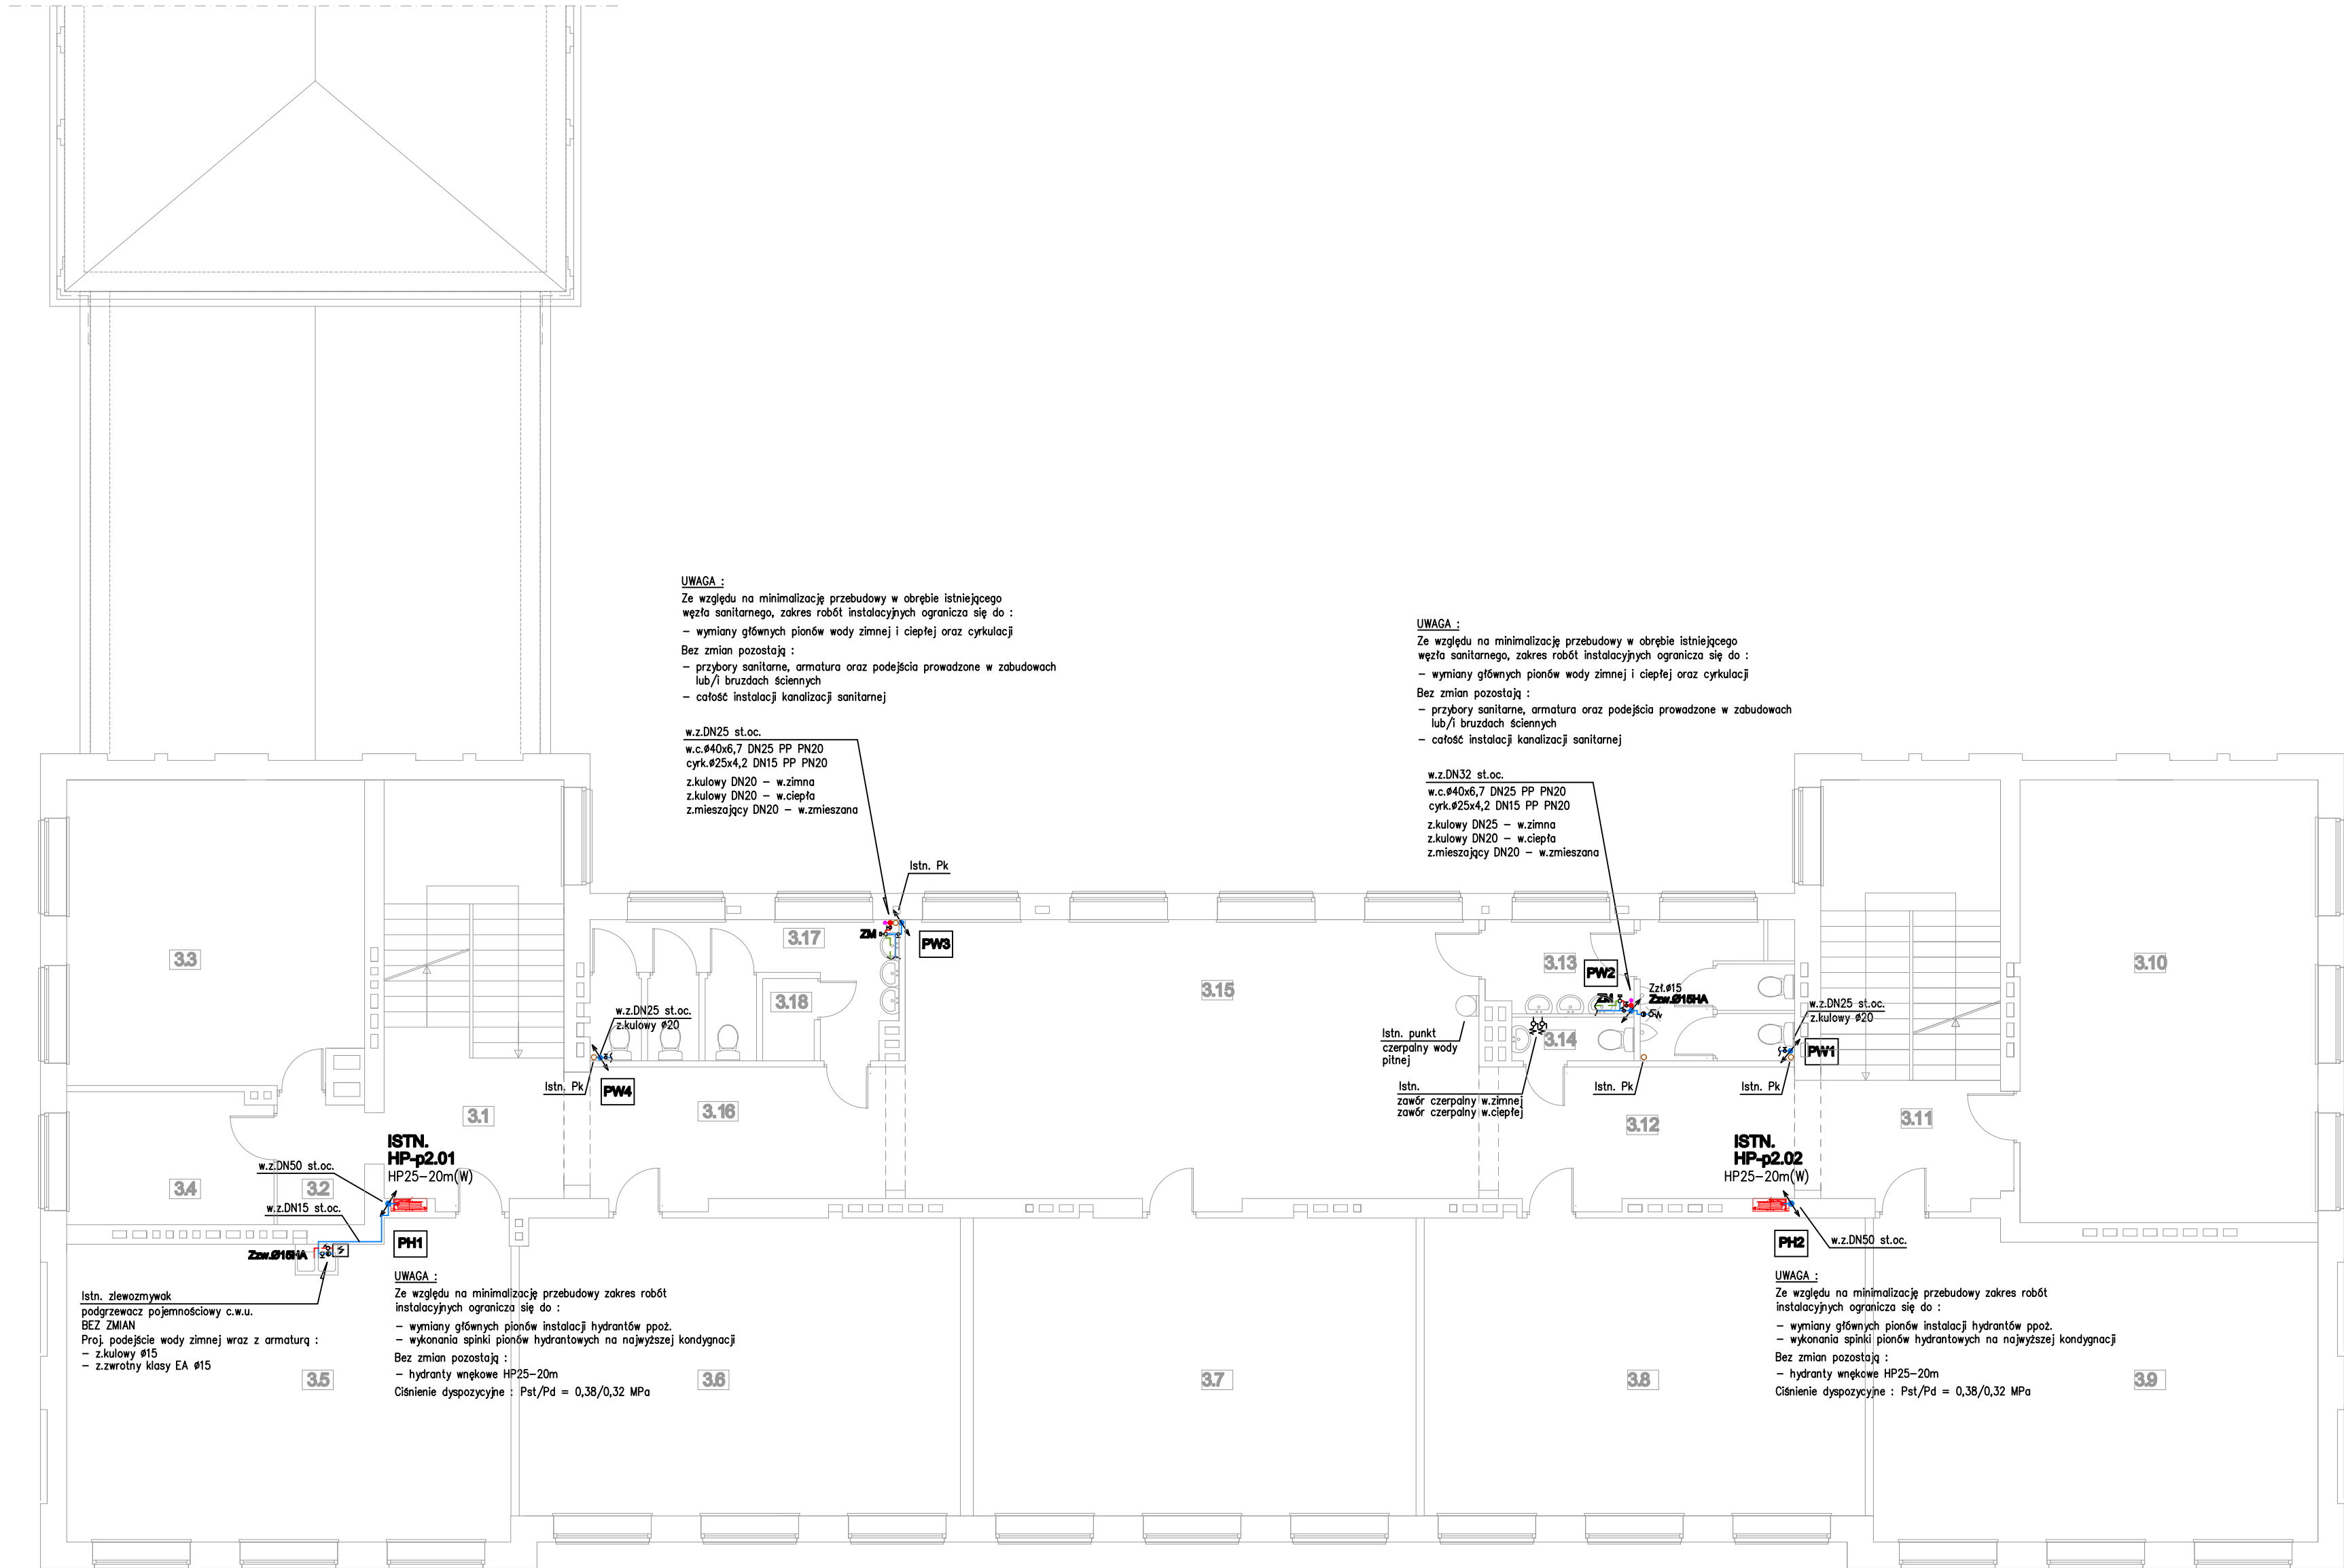 UWAGA :
Ze względu na minimalizację przebudowy w obrębie istniejącego
węzła sanitarnego, zakres robót instalacyjnych ogranicza się do :
– wymiany głównych pionów wody zimnej i ciepłej oraz cyrkulacji
Bez zmian pozostają :
– przybory sanitarne, armatura oraz podejścia prowadzone w zabudowach
lub/i bruzdach ściennych
– całość instalacji kanalizacji sanitarnej
w.z.DN25 st.oc.
w.c.ø40x6,7 DN25 PP PN20
cyrk.ø25x4,2 DN15 PP PN20
z.kulowy DN20 – w.zimna
z.kulowy DN20 – w.ciepła
z.mieszający DN20 – w.zmieszana
UWAGA :
Ze względu na minimalizację przebudowy w obrębie istniejącego
węzła sanitarnego, zakres robót instalacyjnych ogranicza się do :
– wymiany głównych pionów wody zimnej i ciepłej oraz cyrkulacji
Bez zmian pozostają :
– przybory sanitarne, armatura oraz podejścia prowadzone w zabudowach
lub/i bruzdach ściennych
– całość instalacji kanalizacji sanitarnej
w.z.DN32 st.oc.
w.c.ø40x6,7 DN25 PP PN20
cyrk.ø25x4,2 DN15 PP PN20
z.kulowy DN25 – w.zimna
z.kulowy DN20 – w.ciepła
z.mieszający DN20 – w.zmieszana
Istn. Pk
ZM
PW3
3.17
3.3
3.18
3.15
3.13
PW2
ZM
Zzł.ø15
Zzw.Ø15HA
3.10
w.z.DN25 st.oc.
z.kulowy ø20
w.z.DN25 st.oc.
z.kulowy ø20
Istn. punkt
czerpalny wody
pitnej
3.14
PW1
Istn. Pk
PW4
Istn.
zawór czerpalny w.zimnej
zawór czerpalny w.ciepłej
Istn. Pk
Istn. Pk
3.1
3.16
3.12
3.11
ISTN.
HP-p2.01
HP25-20m(W)
ISTN.
HP-p2.02
HP25-20m(W)
w.z.DN50 st.oc.
3.4
3.2
w.z.DN15 st.oc.
PH1
Zzw.Ø15HA
PH2
w.z.DN50 st.oc.
Istn. zlewozmywak
podgrzewacz pojemnościowy c.w.u.
BEZ ZMIAN
Proj. podejście wody zimnej wraz z armaturą :
– z.kulowy ø15
– z.zwrotny klasy EA ø15
UWAGA :
Ze względu na minimalizację przebudowy zakres robót
instalacyjnych ogranicza się do :
– wymiany głównych pionów instalacji hydrantów ppoż.
– wykonania spinki pionów hydrantowych na najwyższej kondygnacji
Bez zmian pozostają :
– hydranty wnękowe HP25-20m
Ciśnienie dyspozycyjne : Pst/Pd = 0,38/0,32 MPa
UWAGA :
Ze względu na minimalizację przebudowy zakres robót
instalacyjnych ogranicza się do :
– wymiany głównych pionów instalacji hydrantów ppoż.
– wykonania spinki pionów hydrantowych na najwyższej kondygnacji
Bez zmian pozostają :
– hydranty wnękowe HP25-20m
Ciśnienie dyspozycyjne : Pst/Pd = 0,38/0,32 MPa
3.5
3.6
3.7
3.8
3.9